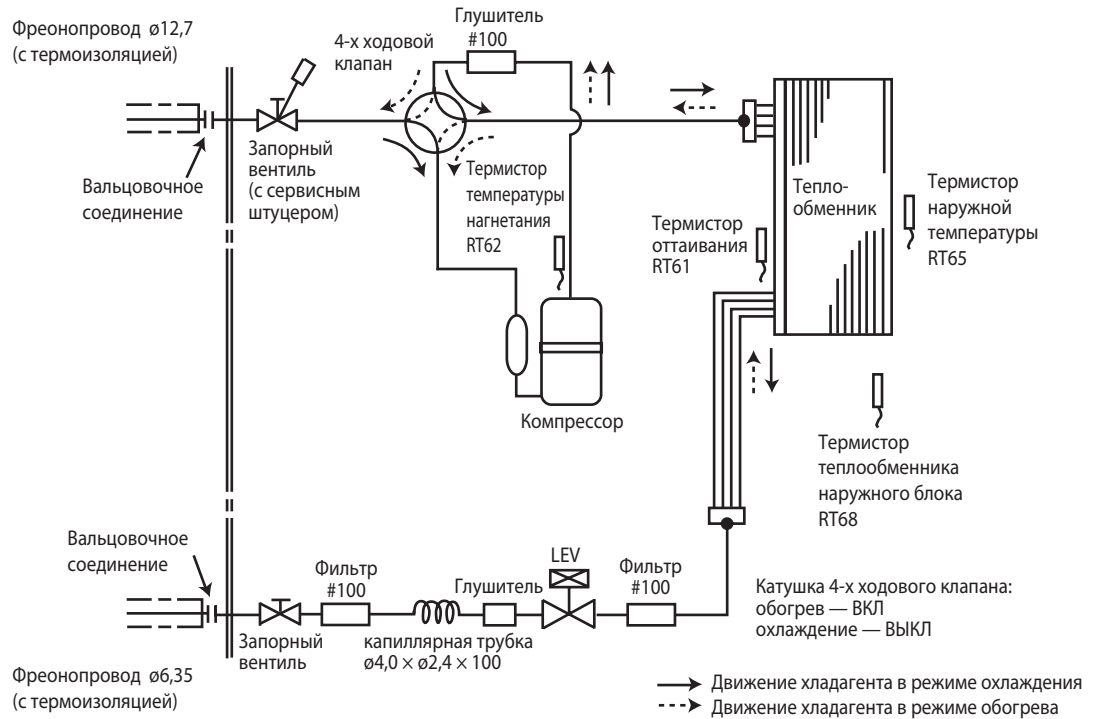 Фреонопровод ø12,7
(с термоизоляцией)
4-х ходовой
клапан
Глушитель
#100
Вальцовочное
соединение
Запорный
вентиль
(с сервисным
штуцером)
Термистор
температуры
нагнетания
RT62
Компрессор
Термистор
оттаивания
RT61
Тепло-
обменник
Термистор
наружной
температуры
RT65
Термистор
теплообменника
наружного блока
RT68
Вальцовочное
соединение
Запорный
вентиль
Фильтр
#100
капиллярная трубка
ø4,0 × ø2,4 × 100
Глушитель
LEV
Фильтр
#100
Катушка 4-х ходового клапана:
обогрев — ВКЛ
охлаждение — ВЫКЛ
Фреонопровод ø6,35
(с термоизоляцией)
Движение хладагента в режиме охлаждения
Движение хладагента в режиме обогрева